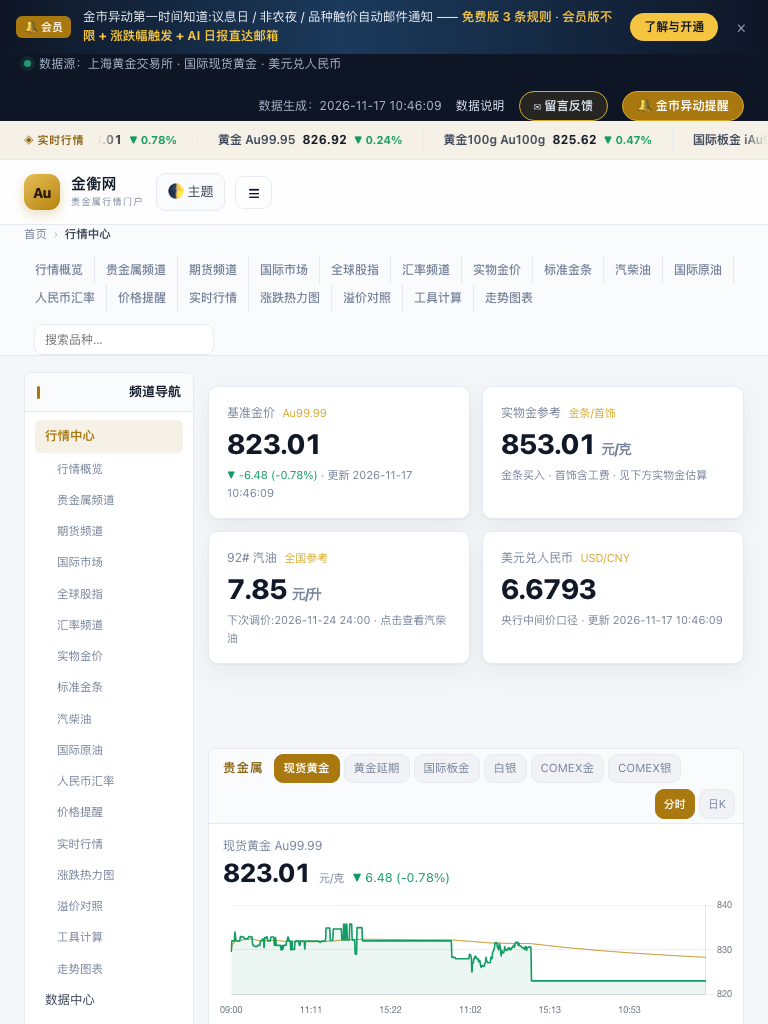 会员
金市异动第一时间知道:议息日 / 非农夜 / 品种触价自动邮件通知 —— 免费版 3 条规则 · 会员版不
限 + 涨跌幅触发 + AI 日报直达邮箱
了解与开通
×
数据源: 上海黄金交易所 · 国际现货黄金 · 美元兑人民币
数据生成: 2026-11-17 10:46:09 数据说明 ✉ 留言反馈 金市异动提醒
◈ 实时行情 .01 ▼ 0.78% 黄金 Au99.95 826.92 ▼ 0.24% 黄金100g Au100g 825.62 ▼ 0.47% 国际板金 iAu
Au
金衡网
贵金属行情门户
主题
☰
首页 › 行情中心
行情概览 贵金属频道 期货频道 国际市场 全球股指 汇率频道 实物金价 标准金条 汽柴油 国际原油
人民币汇率 价格提醒 实时行情 涨跌热力图 溢价对照 工具计算 走势图表
搜索品种...
频道导航
行情中心
行情概览
贵金属频道
期货频道
国际市场
全球股指
汇率频道
实物金价
标准金条
汽柴油
国际原油
人民币汇率
价格提醒
实时行情
涨跌热力图
溢价对照
工具计算
走势图表
数据中心
基准金价 Au99.99
823.01
▼ -6.48 (-0.78%) · 更新 2026-11-17
10:46:09
实物金参考 金条/首饰
853.01 元/克
金条买入 · 首饰含工费 · 见下方实物金估算
92# 汽油 全国参考
7.85 元/升
下次调价:2026-11-24 24:00 · 点击查看汽柴
油
美元兑人民币 USD/CNY
6.6793
央行中间价口径 · 更新 2026-11-17 10:46:09
贵金属 现货黄金 黄金延期 国际板金 白银 COMEX金 COMEX银
分时 日K
现货黄金 Au99.99
823.01 元/克 ▼ 6.48 (-0.78%)
840
830
820
09:00 11:11 15:22 11:02 15:13 10:53